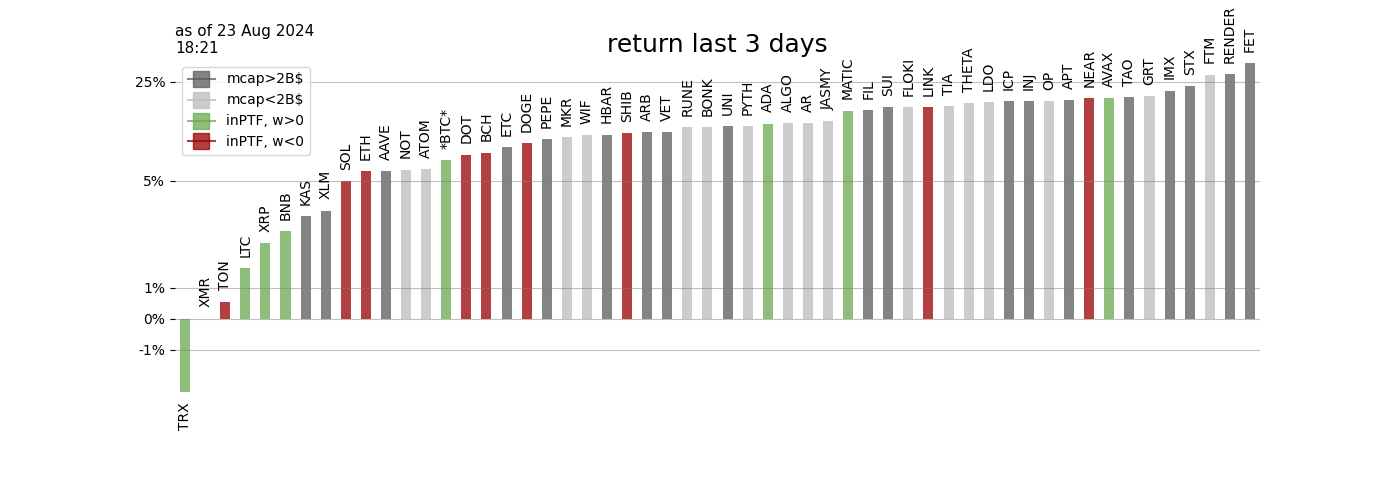 as of 23 Aug 2024
18:21
return last 3 days
mcap>2B$
mcap<2B$
inPTF, w>0
inPTF, w<0
25%
5%
1%
0%
-1%
TRX
XMR
TON
LTC
XRP
BNB
KAS
XLM
SOL
ETH
AAVE
NOT
ATOM
*BTC*
DOT
BCH
ETC
DOGE
PEPE
MKR
WIF
HBAR
SHIB
ARB
VET
RUNE
BONK
UNI
PYTH
ADA
ALGO
AR
JASMY
MATIC
FIL
SUI
FLOKI
LINK
TIA
THETA
LDO
ICP
INJ
OP
APT
NEAR
AVAX
TAO
GRT
IMX
STX
FTM
RENDER
FET